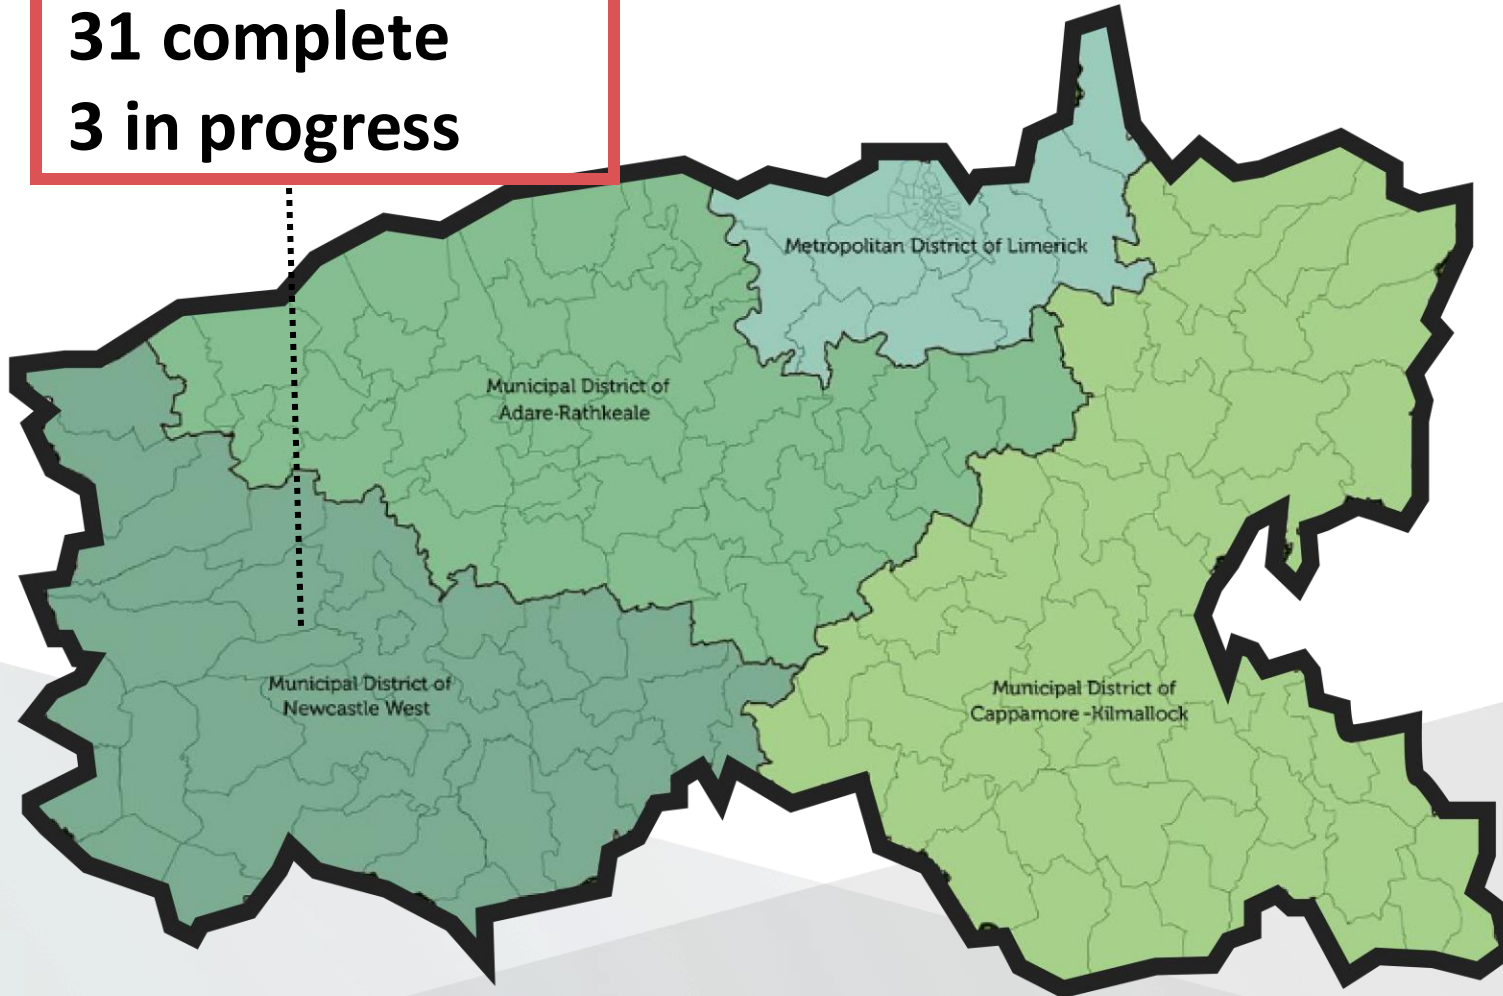 31 complete
3 in progress
Metropolitan District of Limerick
Municipal District of
Adare-Rathkeale
Municipal District of
Newcastle West
Municipal District of
Cappamore -Kilmallock